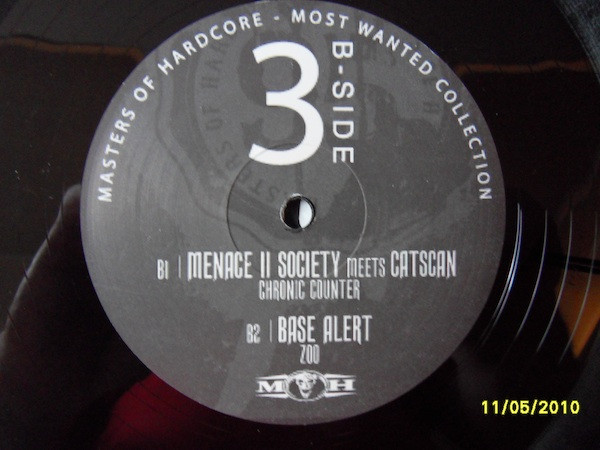 MASTERS OF HARDCORE - MOST WANTED COLLECTION
3
B-SIDE
B1 | MENACE II SOCIETY MEETS CATSCAN
CHRONIC COUNTER
B2 | BASE ALERT
ZOO
M H
11/05/2010